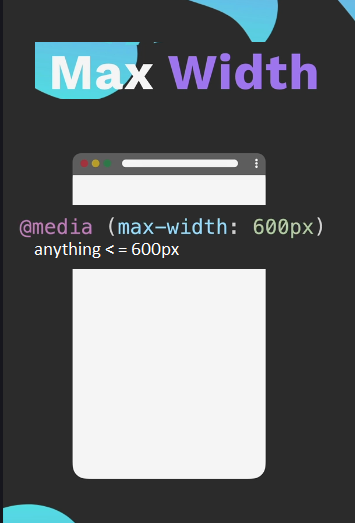 Max Width
@media (max-width: 600px)
anything < = 600px